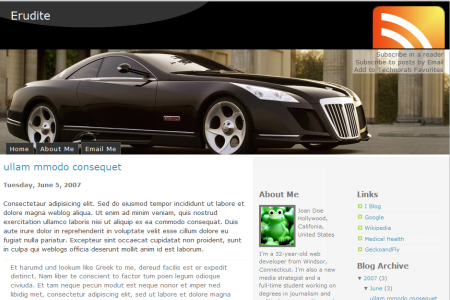 Erudite
Subscribe in a reader
Subscribe to posts by Email
Add to Technorati Favorites
Home About Me Email Me
ullam mmodo consequet
Tuesday, June 5, 2007
Consectetaur adipisicing elit. Sed do eiusmod tempor incididunt ut labore et
dolore magna weblog aliqua. Ut enim ad minim veniam, quis nostrud
exercitation ullamco laboris nisi ut aliquip ex ea commodo consequat. Duis
aute irure dolor in reprehenderit in voluptate velit esse cillum dolore eu
fugiat nulla pariatur. Excepteur sint occaecat cupidatat non proident, sunt
in culpa qui weblogs officia deserunt mollit anim id est laborum.
Et harumd und lookum like Greek to me, dereud facilis est er expedit
distinct. Nam liber te conscient to factor tum poen legum odioque
civiuda. Et tam neque pecun modut est neque nonor et imper ned
libidig met, consectetur adipiscing elit, sed ut labore et dolore magna
About Me
Joan Doe
Hollywood,
Califonia,
United States
I'm a 32-year-old web
developer from Windsor,
Connecticut. I'm also a new
media strategist and a
full-time student working on
degrees in journalism and
Links
I Blog
Google
Wikipedia
Medical Health
GeckoandFly
Blog Archive
▼ 2007 (3)
▼ June (3)
ullam mmodo consequet